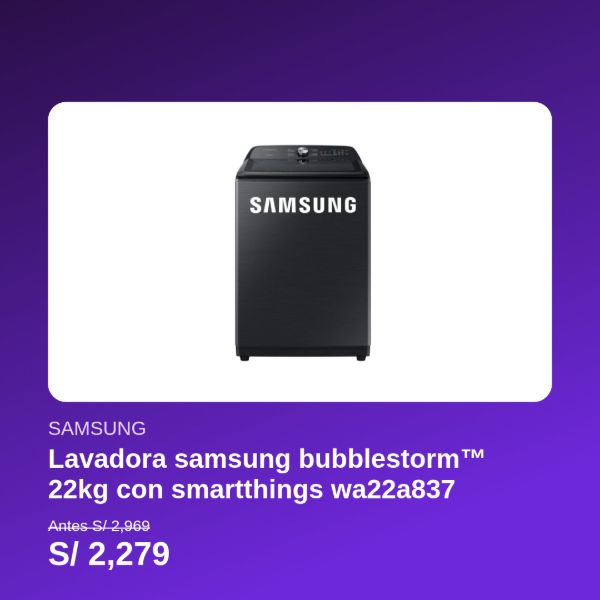 SAMSUNG
SAMSUNG
Lavadora samsung bubblestorm™
22kg con smartthings wa22a837
Antes S/ 2,969
S/ 2,279